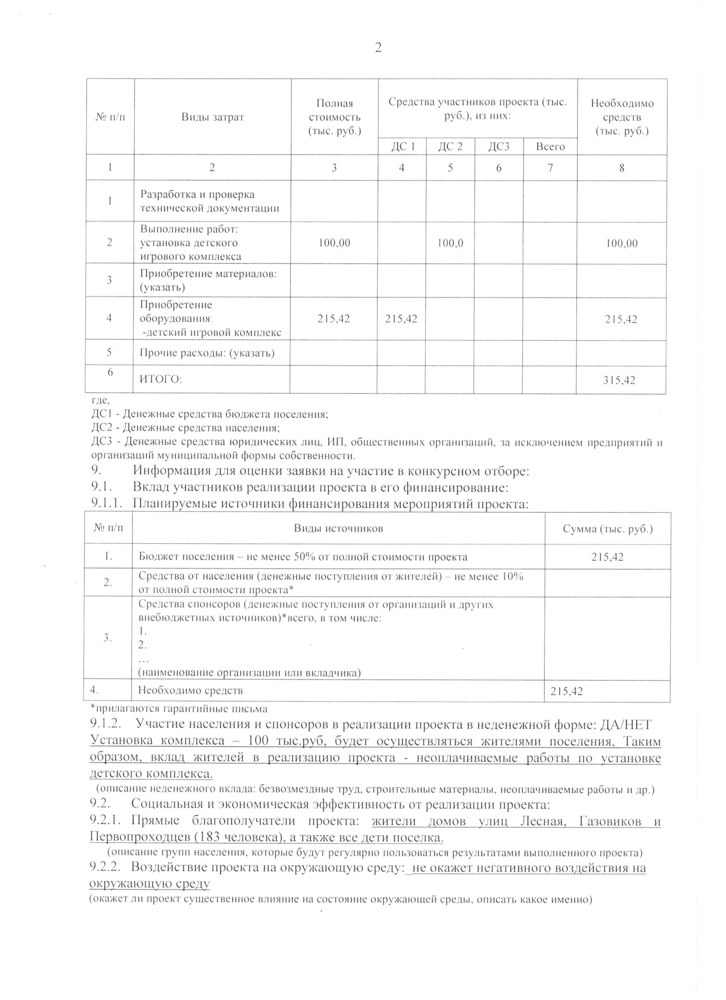 2
№ п/п
Виды затрат
Полная
стоимость
(тыс. руб.)
Средства участников проекта (тыс.
руб.), из них:
Необходимо
средств
(тыс. руб.)
ДС 1 ДС 2 ДС3 Всего
1 2 3 4 5 6 7 8
1
Разработка и проверка
технической документации
2
Выполнение работ:
установка детского
игрового комплекса
100,00 100,0 100,00
3
Приобретение материалов:
(указать)
4
Приобретение
оборудования:
-детский игровой комплекс
215,42 215,42 215,42
5 Прочие расходы: (указать)
6 ИТОГО: 315,42
где,
ДС1 - Денежные средства бюджета поселения;
ДС2 - Денежные средства населения;
ДС3 - Денежные средства юридических лиц, ИП, общественных организаций, за исключением предприятий и
организаций муниципальной формы собственности.
9. Информация для оценки заявки на участие в конкурсном отборе:
9.1. Вклад участников реализации проекта в его финансирование:
9.1.1. Планируемые источники финансирования мероприятий проекта:
№ п/п Виды источников Сумма (тыс. руб.)
1. Бюджет поселения – не менее 50% от полной стоимости проекта 215,42
2.
Средства от населения (денежные поступления от жителей) – не менее 10%
от полной стоимости проекта*
3.
Средства спонсоров (денежные поступления от организаций и других
внебюджетных источников)*всего, в том числе:
1.
2.
…
(наименование организации или вкладчика)
4. Необходимо средств 215,42
*прилагаются гарантийные письма
9.1.2. Участие населения и спонсоров в реализации проекта в неденежной форме: ДА/НЕТ
Установка комплекса – 100 тыс.руб, будет осуществляться жителями поселения, Таким
образом, вклад жителей в реализацию проекта - неоплачиваемые работы по установке
детского комплекса.
(описание неденежного вклада: безвозмездные труд, строительные материалы, неоплачиваемые работы и др.)
9.2. Социальная и экономическая эффективность от реализации проекта:
9.2.1. Прямые благополучатели проекта: жители домов улиц Лесная, Газовиков и
Первопроходцев (183 человека), а также все дети поселка.
(описание групп населения, которые будут регулярно пользоваться результатами выполненного проекта)
9.2.2. Воздействие проекта на окружающую среду:_не окажет негативного воздействия на
окружающую среду
(окажет ли проект существенное влияние на состояние окружающей среды, описать какое именно)